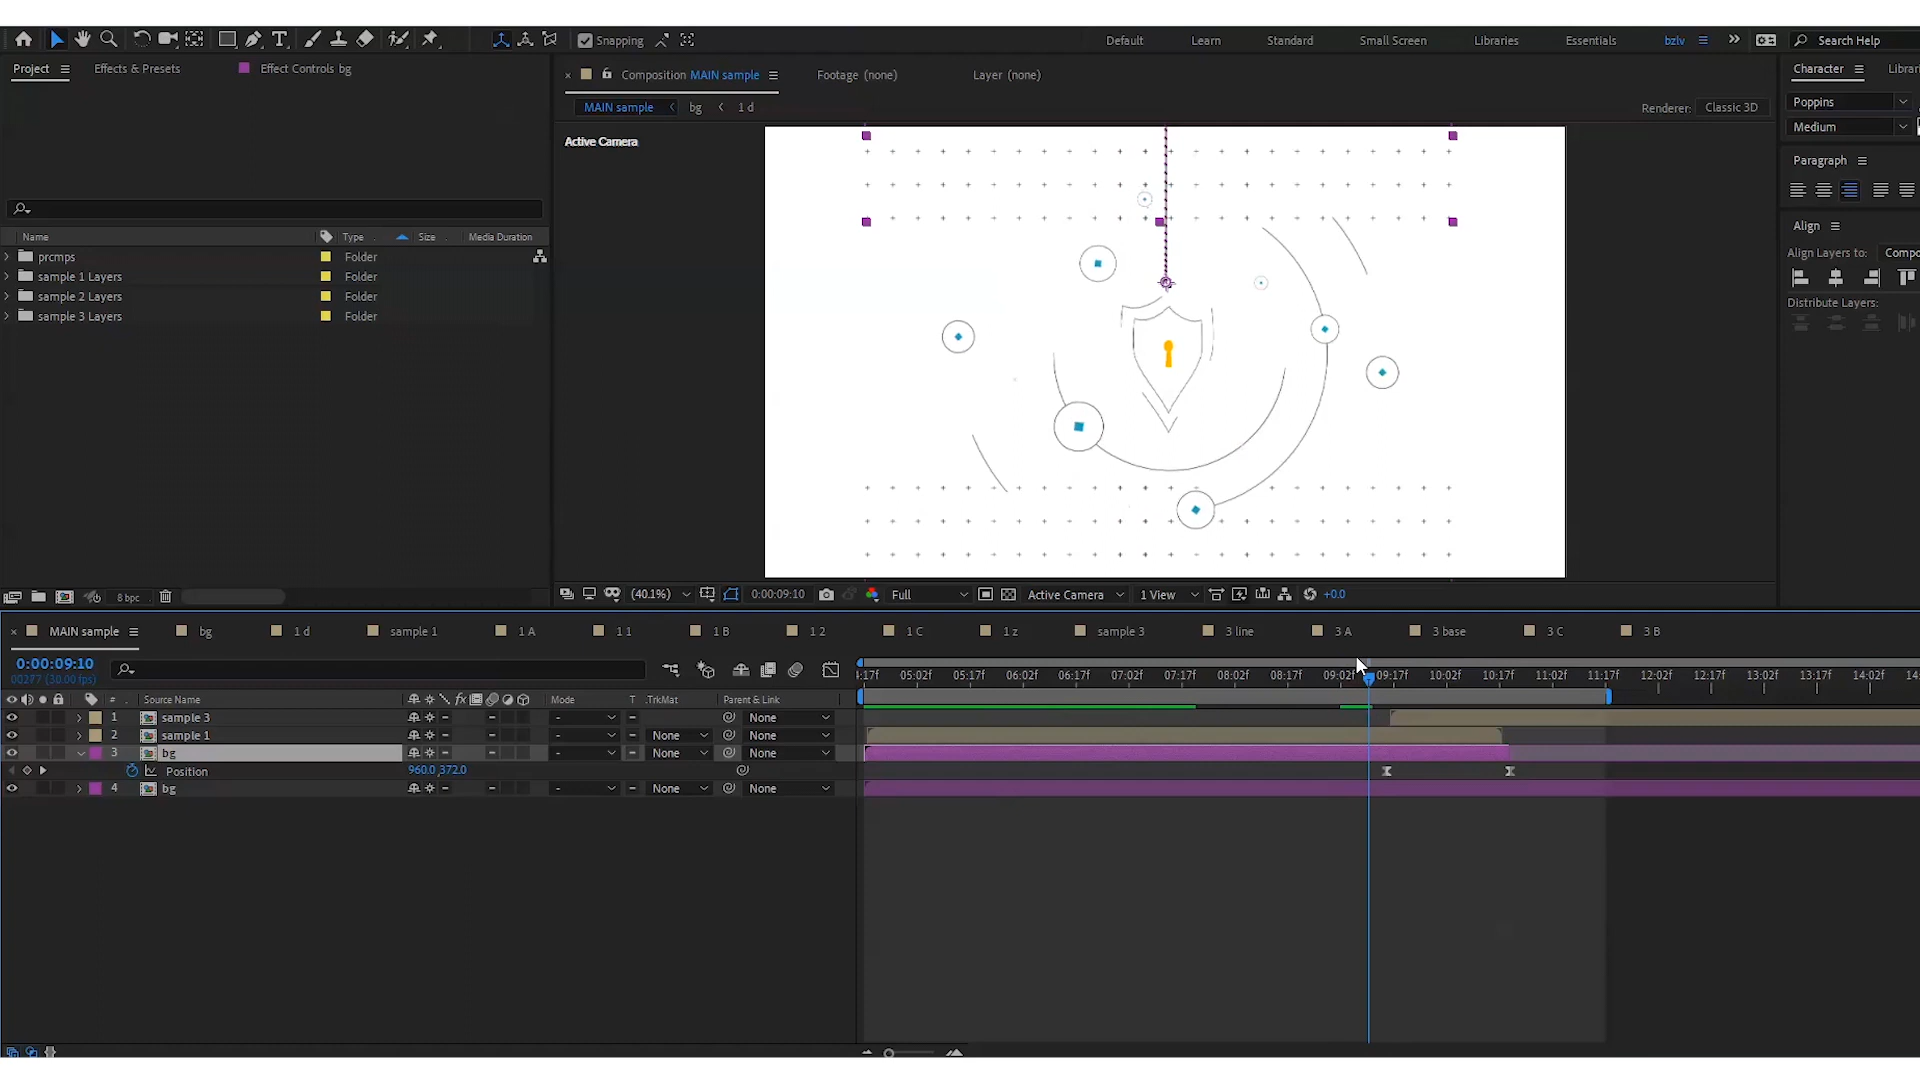 Snapping
Default
Learn
Standard
Small Screen
Libraries
Essentials
bzlv
Search Help
Project
Effects & Presets
Effect Controls bg
Composition MAIN sample
Footage (none)
Layer (none)
Character
MAIN sample
bg
1 d
Renderer:
Classic 3D
Poppins
Medium
Active Camera
Paragraph
Align
Align Layers to:
Distribute Layers:
Name
Type
Size
Media Duration
prcmps
Folder
sample 1 Layers
Folder
sample 2 Layers
Folder
sample 3 Layers
Folder
8 bpc
(40.1%)
0:00:09:10
Full
Active Camera
1 View
+0.0
MAIN sample
bg
1 d
sample 1
1 A
1 1
1 B
1 2
1 C
1 z
sample 3
3 line
3 A
3 base
3 C
3 B
0:00:09:10
00277 (30.00 fps)
4:17f
05:02f
05:17f
06:02f
06:17f
07:02f
07:17f
08:02f
08:17f
09:02f
09:17f
10:02f
10:17f
11:02f
11:17f
12:02f
12:17f
13:02f
13:17f
14:02f
#
Source Name
fx
Mode
T
.TrkMat
Parent & Link
1
sample 3
-
None
2
sample 1
-
None
None
3
bg
-
None
None
Position
960.0,372.0
4
bg
-
None
None